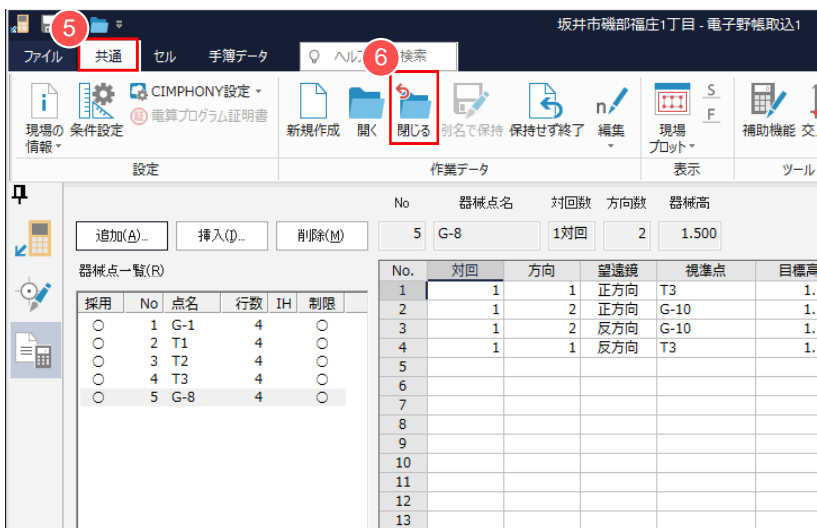 坂井市磯部福庄1丁目 - 電子野帳取込1
5
ファイル 共通 セル 手簿データ 検索
6
CIMPHONY設定
電算プログラム証明書
現場の情報 条件設定 新規作成 開く 閉じる 別名で保持 保持せず終了 編集 現場プロット S F 補助機能
設定 作業データ 表示 ツール
No 器械点名 対回数 方向数 器械高
追加(A)... 挿入(I)... 削除(M) 5 G-8 1対回 2 1.500
器械点一覧(R)
採用 No 点名 行数 IH 制限
○ 1 G-1 4 ○
○ 2 T1 4 ○
○ 3 T2 4 ○
○ 4 T3 4 ○
○ 5 G-8 4 ○
No. 対回 方向 望遠鏡 視準点 目標高
1 1 1 正方向 T3 1.
2 1 2 正方向 G-10 1.
3 1 2 反方向 G-10 1.
4 1 1 反方向 T3 1.
5
6
7
8
9
10
11
12
13